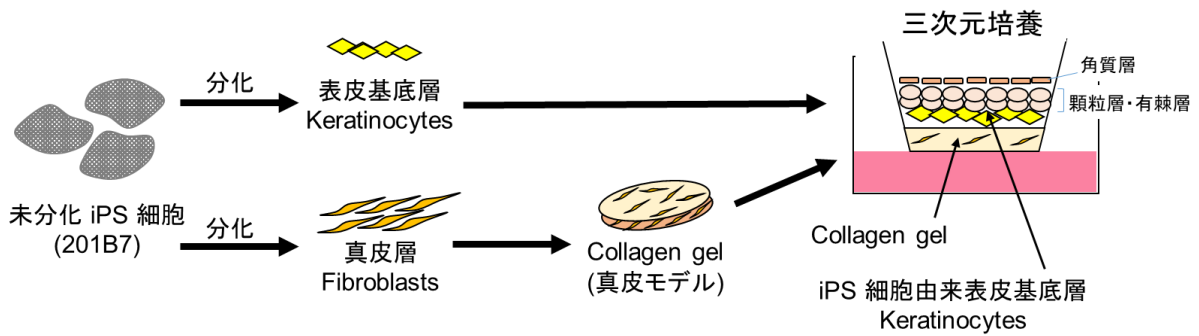 三次元培養
分化
表皮基底層
Keratinocytes
角質層
顆粒層・有棘層
未分化 iPS 細胞
(201B7)
分化
真皮層
Fibroblasts
Collagen gel
(真皮モデル)
Collagen gel
iPS 細胞由来表皮基底層
Keratinocytes